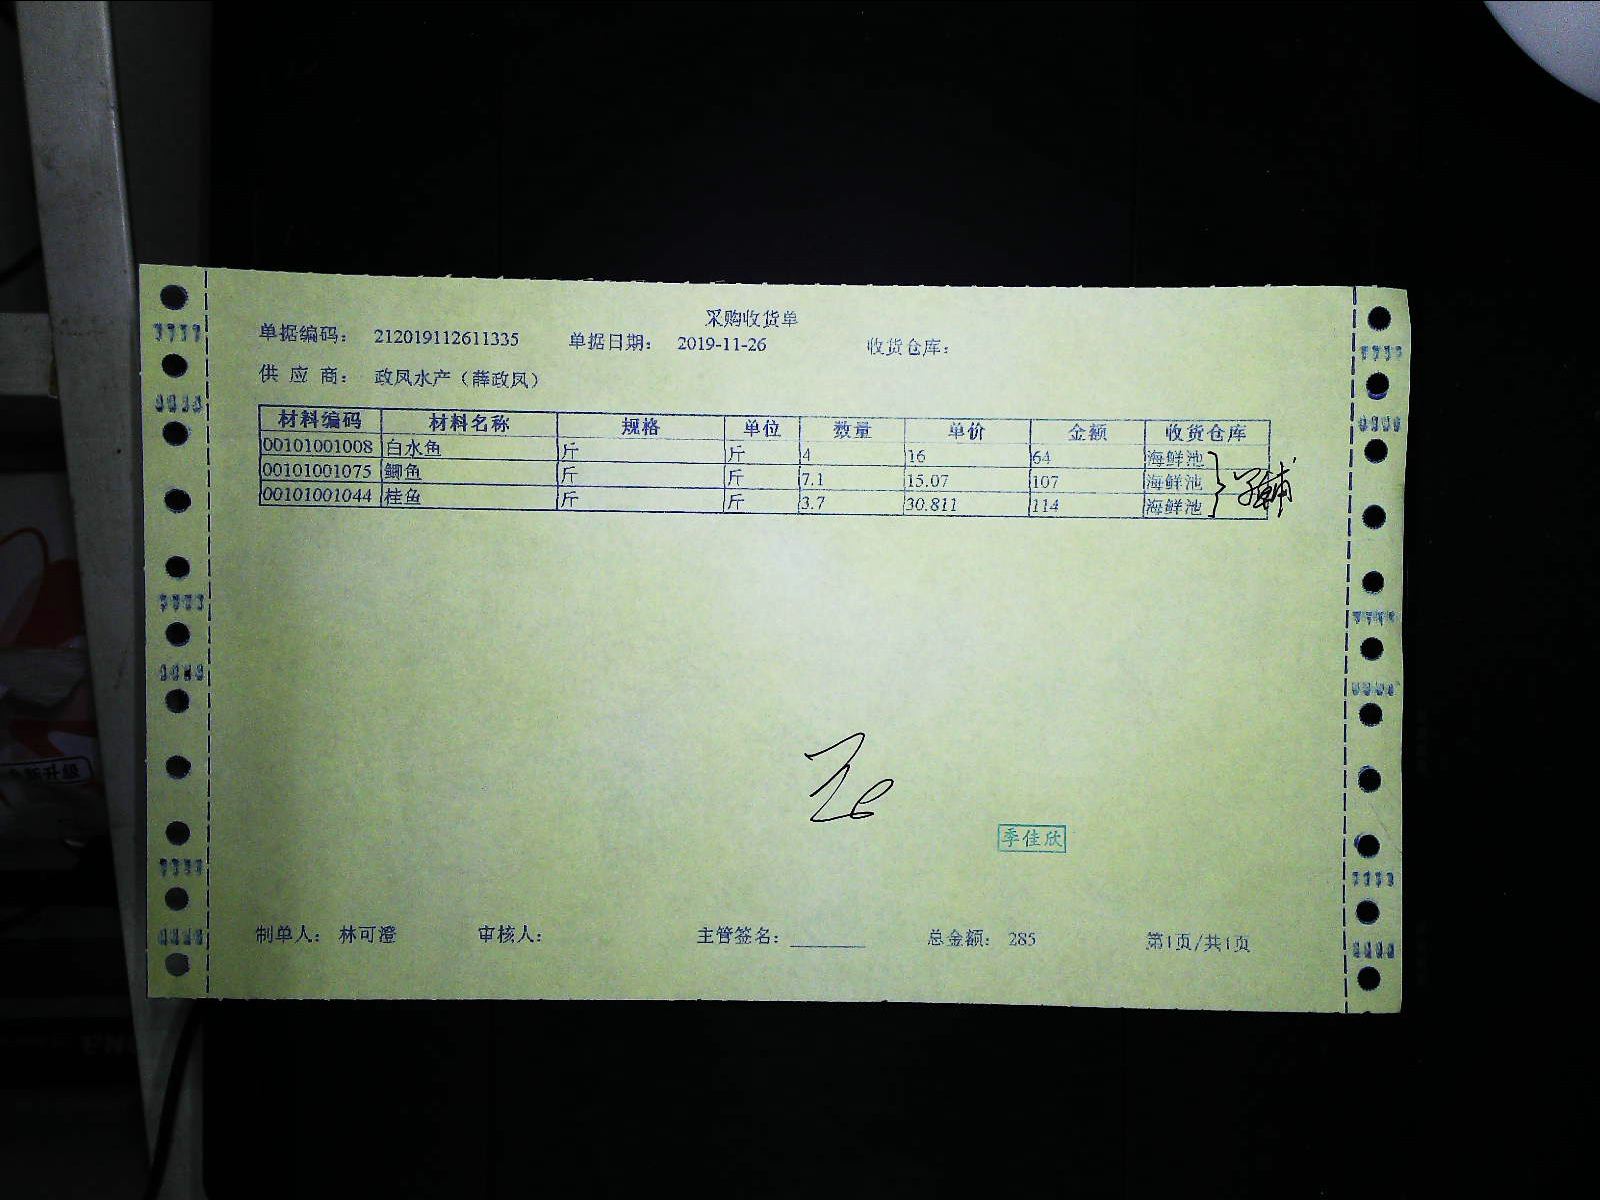 采购收货单
单据编码： 212019112611335 单据日期： 2019-11-26 收货仓库：
供 应 商： 政凤水产（薛政凤）
材料编码 材料名称 规格 单位 数量 单价 金额 收货仓库
00101001008 白水鱼 斤 斤 4 16 64 海鲜池
00101001075 鲫鱼 斤 斤 7.1 15.07 107 海鲜池
00101001044 桂鱼 斤 斤 3.7 30.811 114 海鲜池
季佳欣
制单人： 林可澄 审核人： 主管签名： 总金额： 285 第1页/共1页